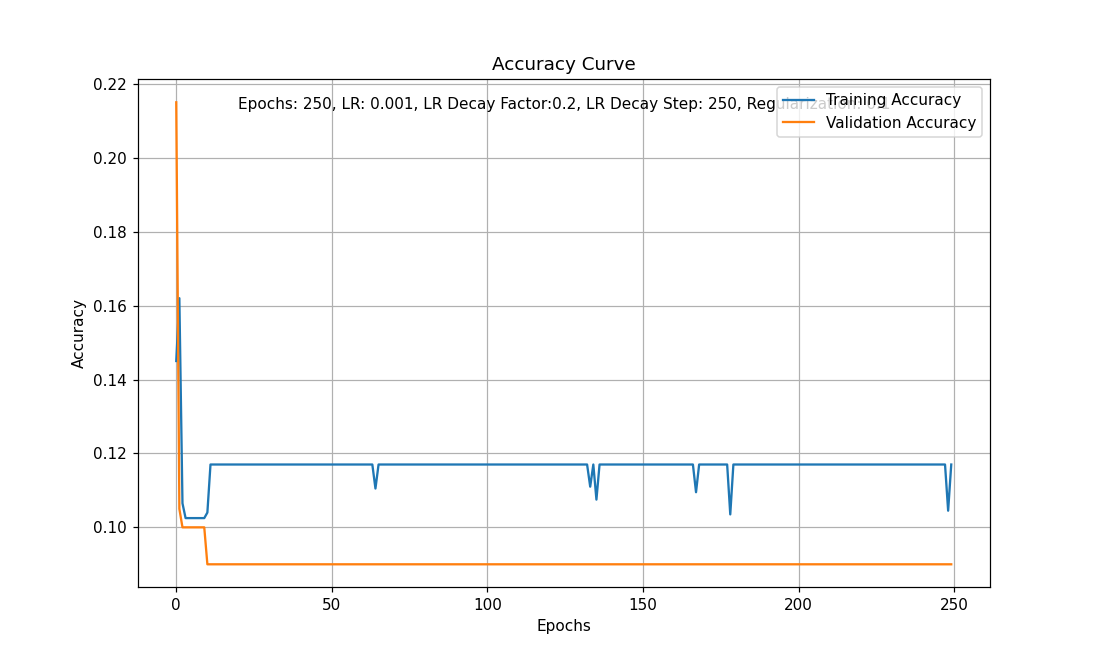 Accuracy Curve
Epochs: 250, LR: 0.001, LR Decay Factor:0.2, LR Decay Step: 250, Regularization: 0.1
Training Accuracy
Validation Accuracy
0.22
0.20
0.18
0.16
0.14
0.12
0.10
Accuracy
0 50 100 150 200 250
Epochs